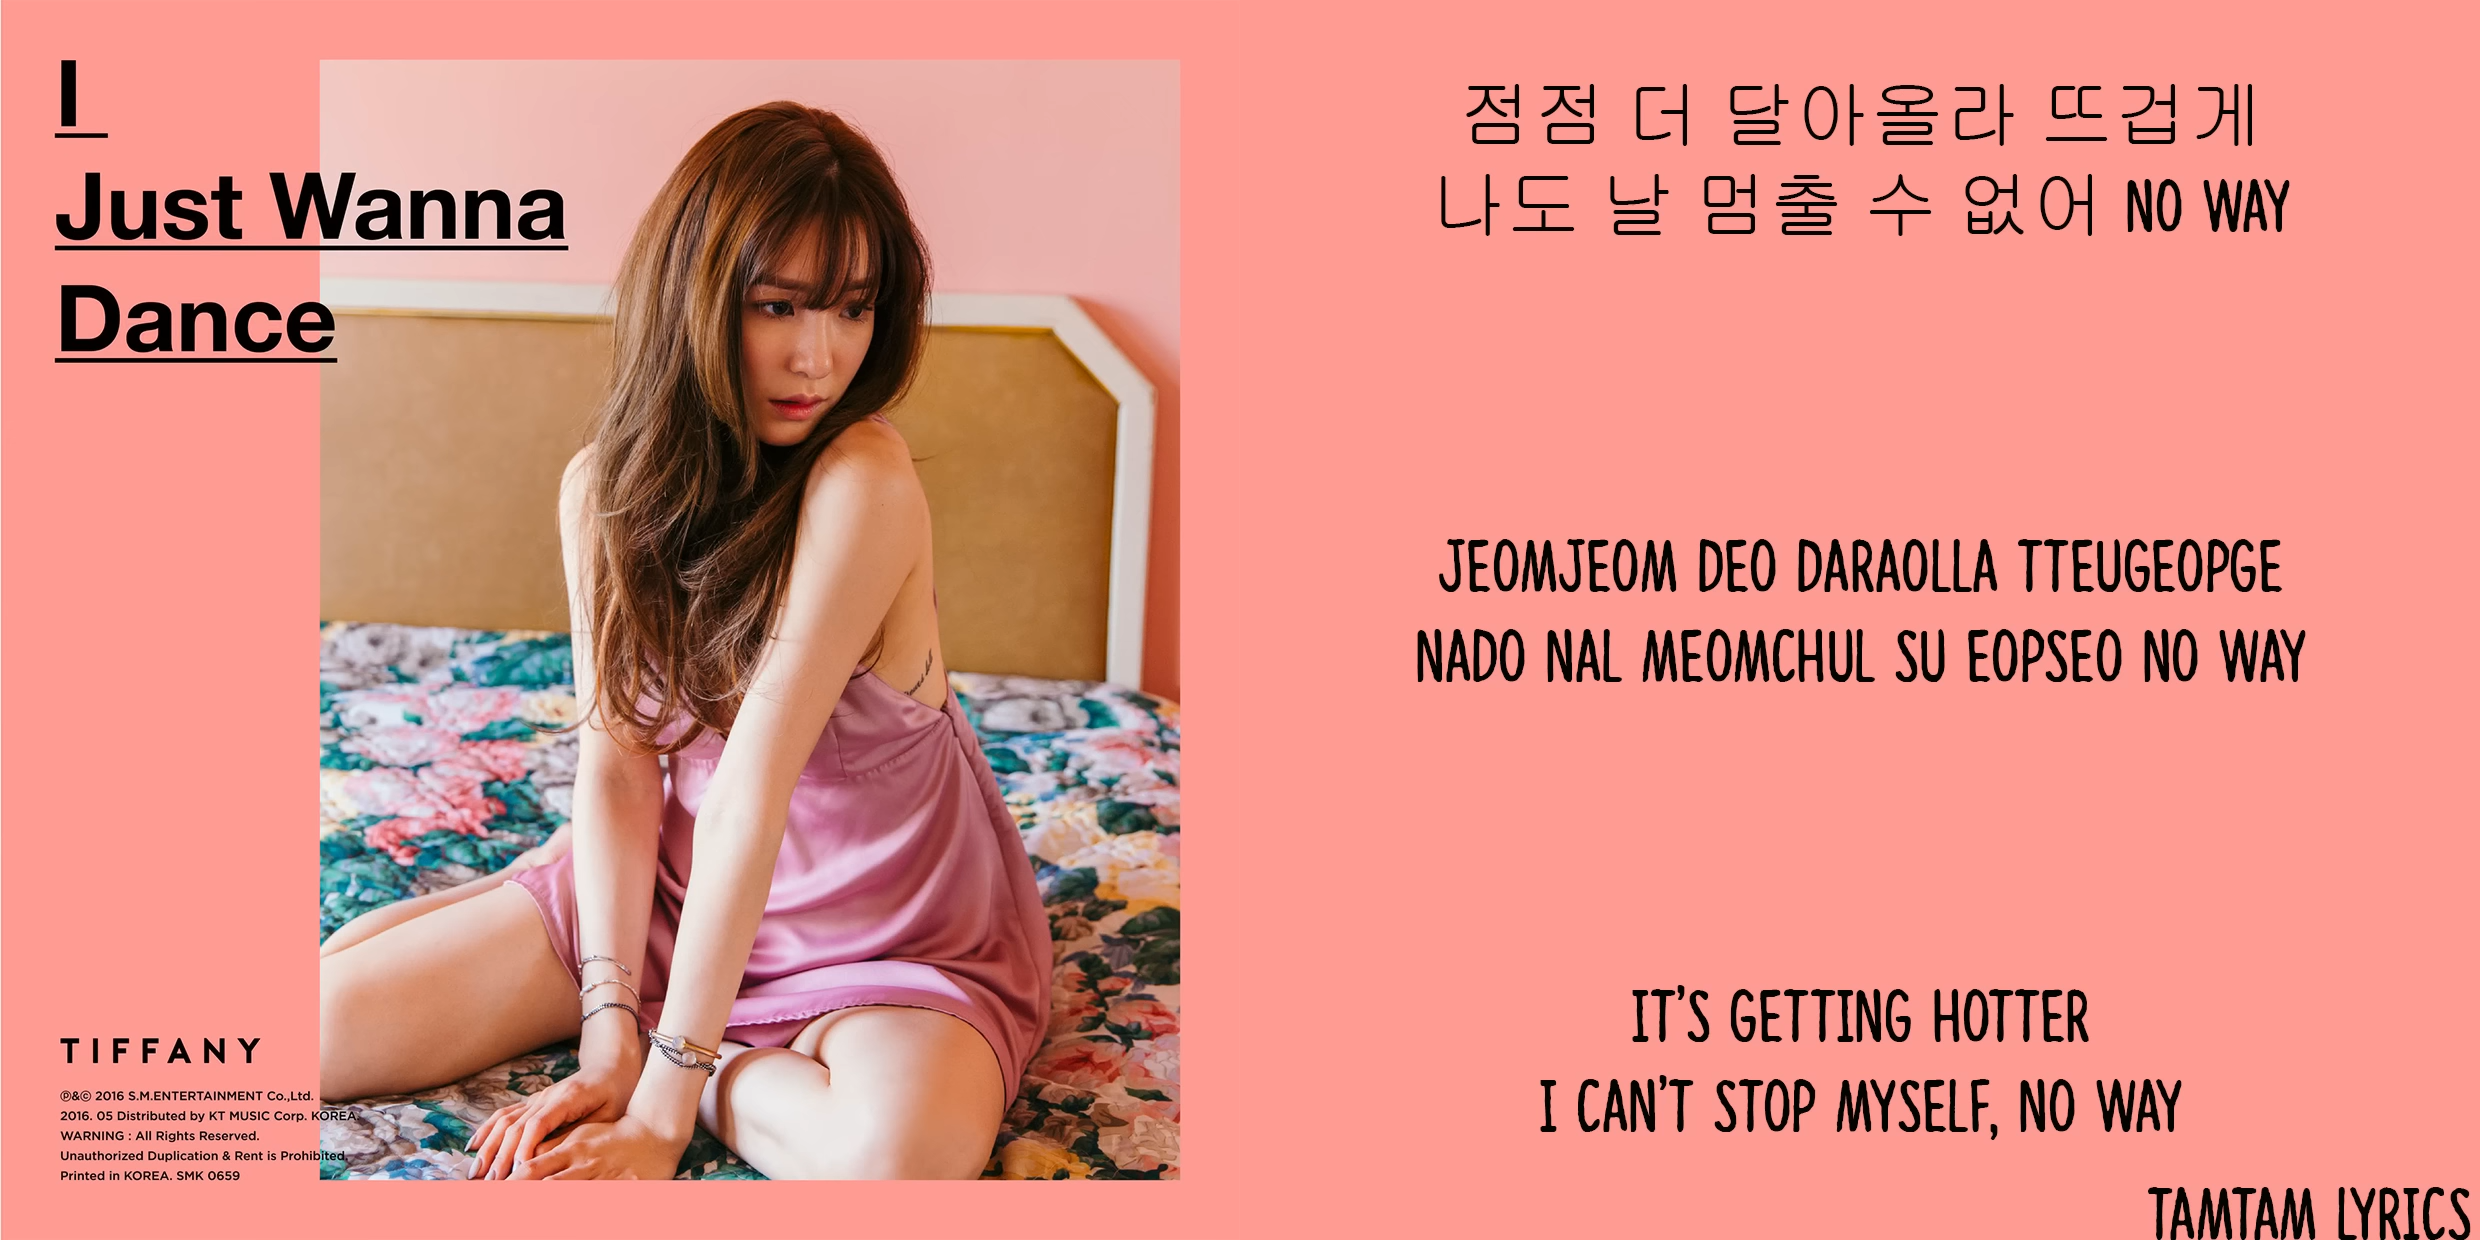 I
Just Wanna
Dance
TIFFANY
℗&© 2016 S.M.ENTERTAINMENT Co.,Ltd.
2016. 05 Distributed by KT MUSIC Corp. KOREA.
WARNING : All Rights Reserved.
Unauthorized Duplication & Rent is Prohibited.
Printed in KOREA. SMK 0659
점점 더 달아올라 뜨겁게
나도 날 멈출 수 없어 NO WAY
JEOMJEOM DEO DARAOLLA TTEUGEOPGE
NADO NAL MEOMCHUL SU EOPSEO NO WAY
IT'S GETTING HOTTER
I CAN'T STOP MYSELF, NO WAY
TAMTAM LYRICS